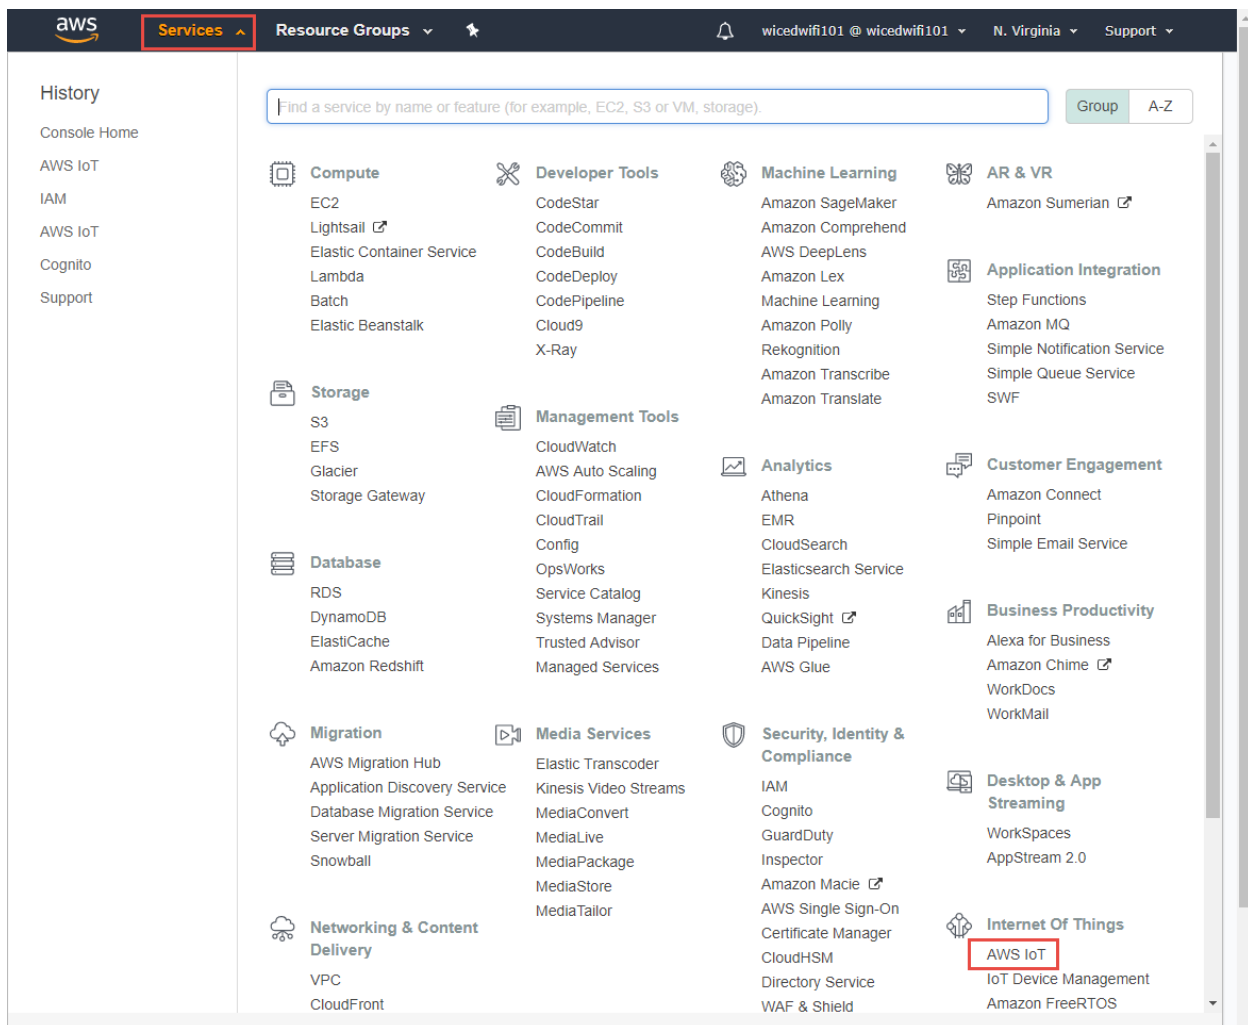 aws
Services
Resource Groups
wicedwifi101 @ wicedwifi101
N. Virginia
Support
History
Console Home
AWS IoT
IAM
AWS IoT
Cognito
Support
Find a service by name or feature (for example, EC2, S3 or VM, storage).
Group
A-Z
Compute
EC2
Lightsail
Elastic Container Service
Lambda
Batch
Elastic Beanstalk
Storage
S3
EFS
Glacier
Storage Gateway
Database
RDS
DynamoDB
ElastiCache
Amazon Redshift
Migration
AWS Migration Hub
Application Discovery Service
Database Migration Service
Server Migration Service
Snowball
Networking & Content
Delivery
VPC
CloudFront
Developer Tools
CodeStar
CodeCommit
CodeBuild
CodeDeploy
CodePipeline
Cloud9
X-Ray
Management Tools
CloudWatch
AWS Auto Scaling
CloudFormation
CloudTrail
Config
OpsWorks
Service Catalog
Systems Manager
Trusted Advisor
Managed Services
Media Services
Elastic Transcoder
Kinesis Video Streams
MediaConvert
MediaLive
MediaPackage
MediaStore
MediaTailor
Machine Learning
Amazon SageMaker
Amazon Comprehend
AWS DeepLens
Amazon Lex
Machine Learning
Amazon Polly
Rekognition
Amazon Transcribe
Amazon Translate
Analytics
Athena
EMR
CloudSearch
Elasticsearch Service
Kinesis
QuickSight
Data Pipeline
AWS Glue
Security, Identity &
Compliance
IAM
Cognito
GuardDuty
Inspector
Amazon Macie
AWS Single Sign-On
Certificate Manager
CloudHSM
Directory Service
WAF & Shield
AR & VR
Amazon Sumerian
Application Integration
Step Functions
Amazon MQ
Simple Notification Service
Simple Queue Service
SWF
Customer Engagement
Amazon Connect
Pinpoint
Simple Email Service
Business Productivity
Alexa for Business
Amazon Chime
WorkDocs
WorkMail
Desktop & App
Streaming
WorkSpaces
AppStream 2.0
Internet Of Things
AWS IoT
IoT Device Management
Amazon FreeRTOS